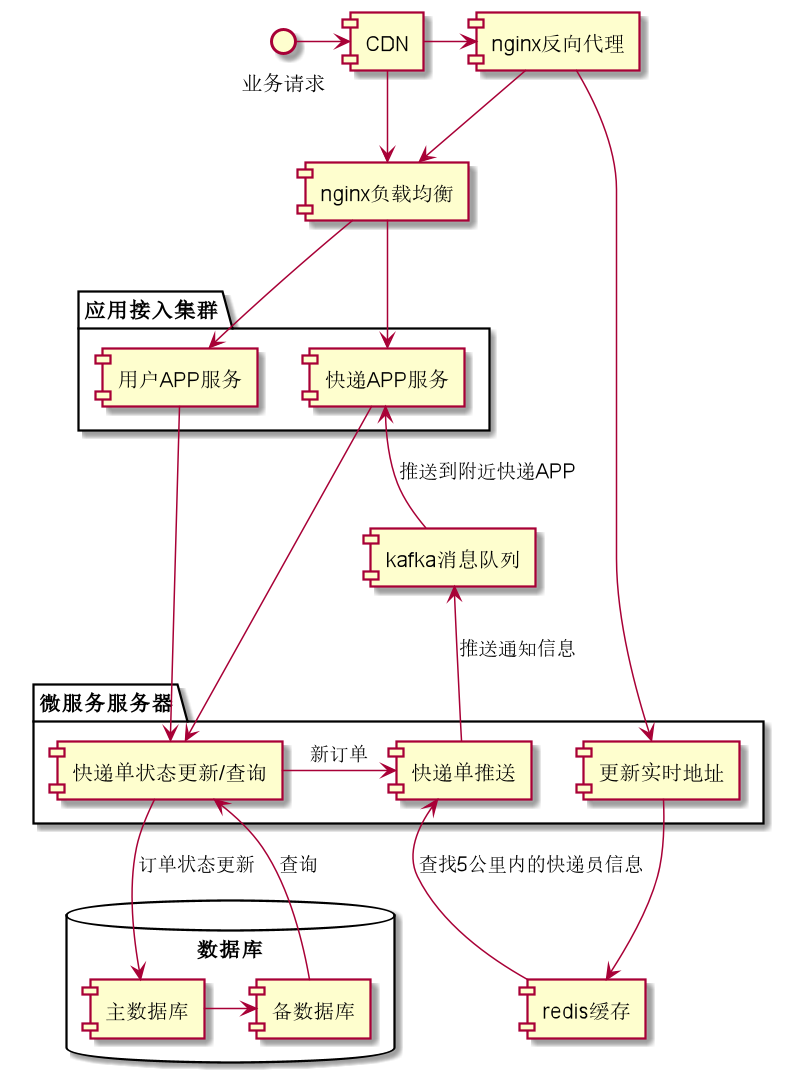 CDN
nginx反向代理
业务请求
nginx负载均衡
应用接入集群
用户APP服务
快递APP服务
推送到附近快递APP
kafka消息队列
推送通知信息
微服务服务器
快递单状态更新/查询
新订单
快递单推送
更新实时地址
订单状态更新
查询
查找5公里内的快递员信息
数据库
主数据库
备数据库
redis缓存